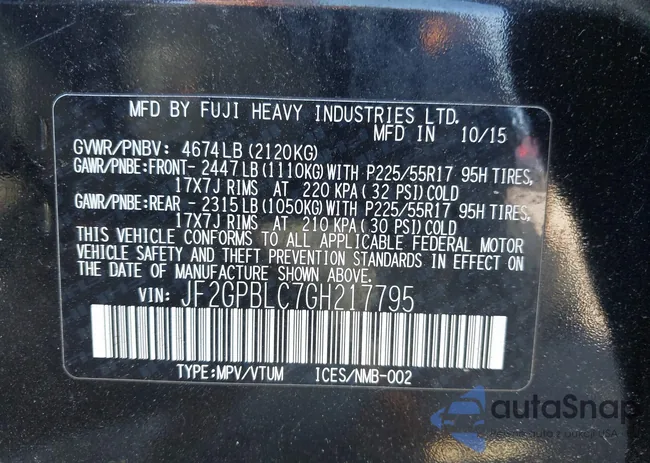 MFD BY FUJI HEAVY INDUSTRIES LTD.
MFD IN 10/15
GVWR/PNBV: 4674LB(2120KG)
GAWR/PNBE:FRONT- 2447LB(1110KG)WITH P225/55R17 95H TIRES,
17X7J RIMS AT 220 KPA(32 PSI)COLD
GAWR/PNBE:REAR - 2315LB(1050KG)WITH P225/55R17 95H TIRES,
17X7J RIMS AT 210 KPA(30 PSI)COLD
THIS VEHICLE CONFORMS TO ALL APPLICABLE FEDERAL MOTOR
VEHICLE SAFETY AND THEFT PREVENTION STANDARDS IN EFFECT ON
THE DATE OF MANUFACTURE SHOWN ABOVE.
VIN: JF2GPBLC7GH217795
TYPE:MPV/VTUM ICES/NMB-002
autoSnap